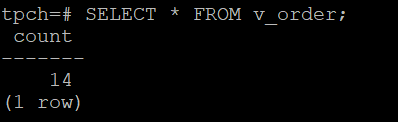 tpch=# SELECT * FROM v_order;
count
-------
14
(1 row)